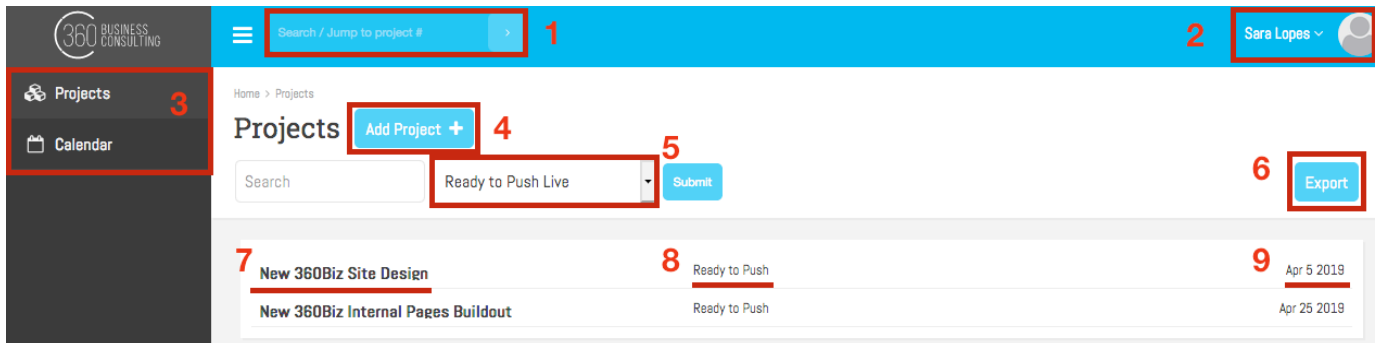 360 BUSINESS CONSULTING
Search / Jump to project #
>
1
2
Sara Lopes
Projects
3
Calendar
Home > Projects
Projects
Add Project +
4
5
Search
Ready to Push Live
Submit
6
Export
7
New 360Biz Site Design
8
Ready to Push
9
Apr 5 2019
New 360Biz Internal Pages Buildout
Ready to Push
Apr 25 2019